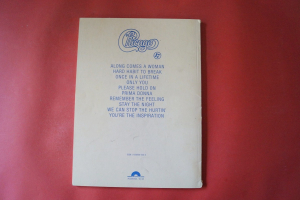 Chicago
ALONG COMES A WOMAN
HARD HABIT TO BREAK
ONCE IN A LIFETIME
ONLY YOU
PLEASE HOLD ON
PRIMA DONNA
REMEMBER THE FEELING
STAY THE NIGHT
WE CAN STOP THE HURTIN'
YOU'RE THE INSPIRATION